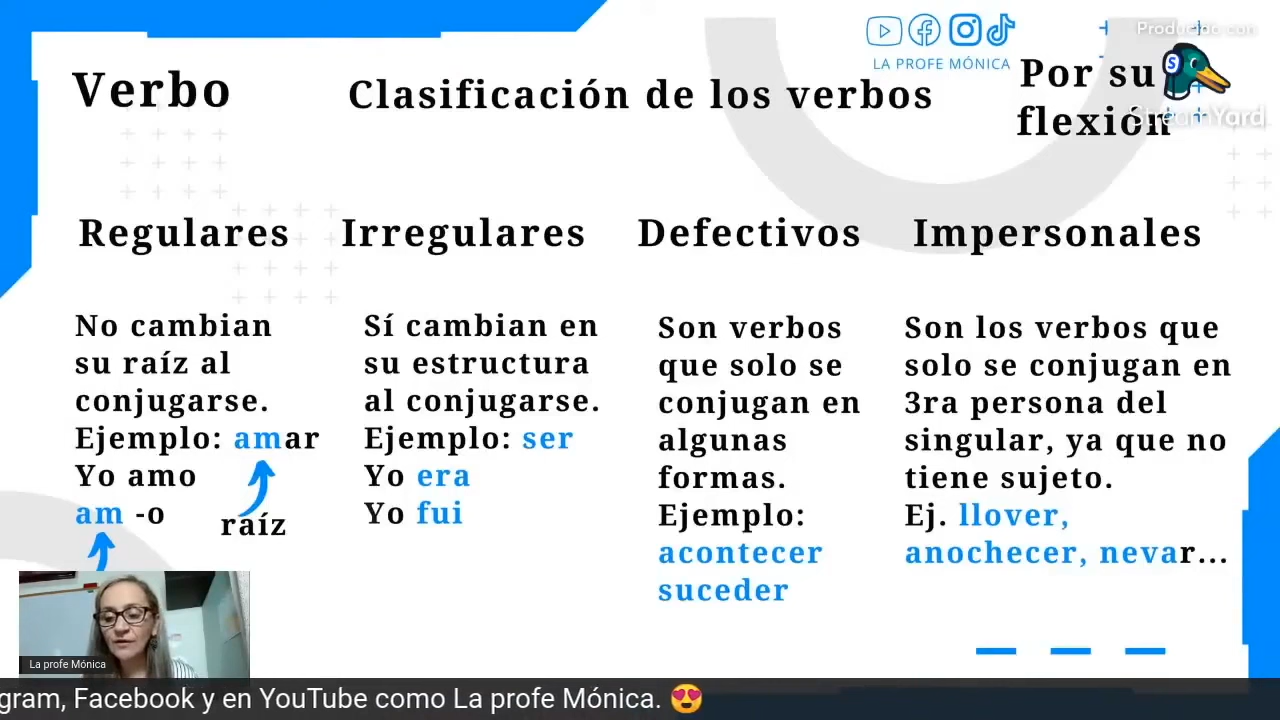 Producido con
StreamYard
LA PROFE MÓNICA
Verbo
Clasificación de los verbos
Por su
flexión
Regulares
No cambian
su raíz al
conjugarse.
Ejemplo: amar
Yo amo
am -o
raíz
Irregulares
Sí cambian en
su estructura
al conjugarse.
Ejemplo: ser
Yo era
Yo fui
Defectivos
Son verbos
que solo se
conjugan en
algunas
formas.
Ejemplo:
acontecer
suceder
Impersonales
Son los verbos que
solo se conjugan en
3ra persona del
singular, ya que no
tiene sujeto.
Ej. llover,
anochecer, nevar...
La profe Mónica
gram, Facebook y en YouTube como La profe Mónica. 😍